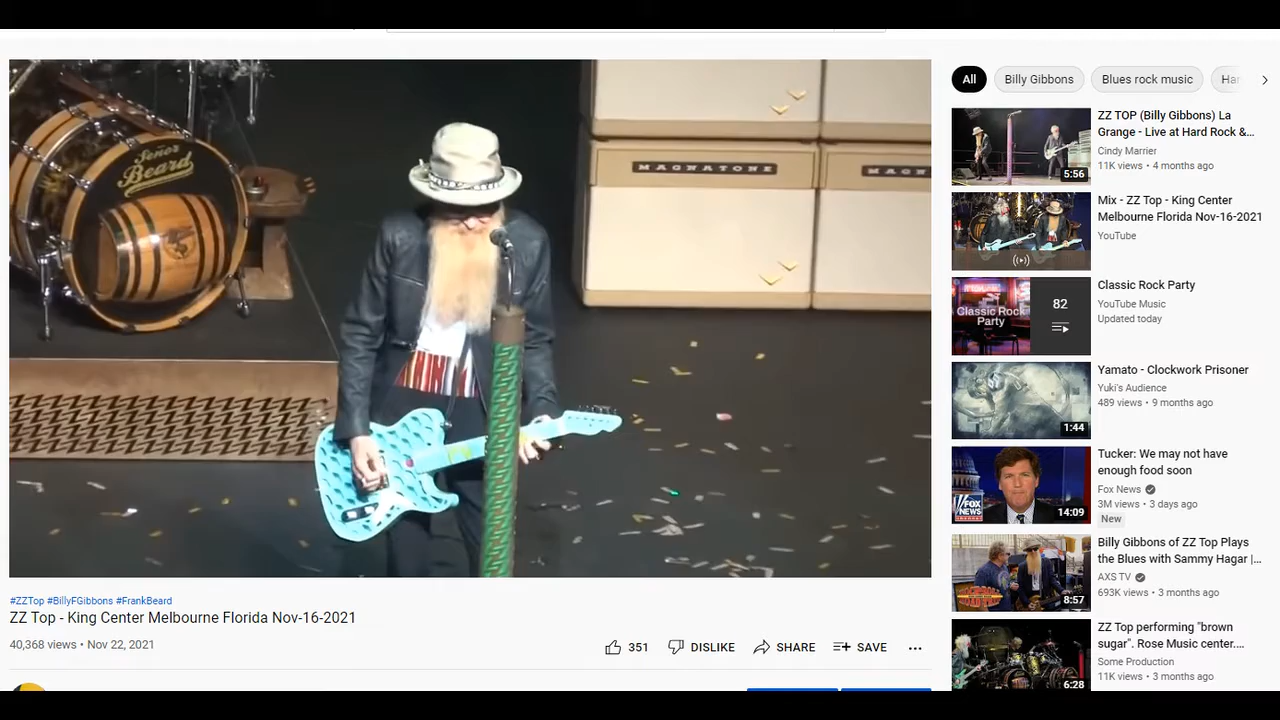 Señor
Beard
MAGNATONE
MAGN
#ZZTop #BillyFGibbons #FrankBeard
ZZ Top - King Center Melbourne Florida Nov-16-2021
40,368 views • Nov 22, 2021
351
DISLIKE
SHARE
SAVE
All
Billy Gibbons
Blues rock music
Har
ZZ TOP (Billy Gibbons) La
Grange - Live at Hard Rock &...
Cindy Marrier
11K views • 4 months ago
5:56
Mix - ZZ Top - King Center
Melbourne Florida Nov-16-2021
YouTube
Classic Rock
Party
82
Classic Rock Party
YouTube Music
Updated today
Yamato - Clockwork Prisoner
Yuki's Audience
489 views • 9 months ago
1:44
FOX
NEWS
14:09
Tucker: We may not have
enough food soon
Fox News
3M views • 3 days ago
New
8:57
Billy Gibbons of ZZ Top Plays
the Blues with Sammy Hagar |...
AXS TV
693K views • 3 months ago
6:28
ZZ Top performing "brown
sugar". Rose Music center....
Some Production
11K views • 3 months ago